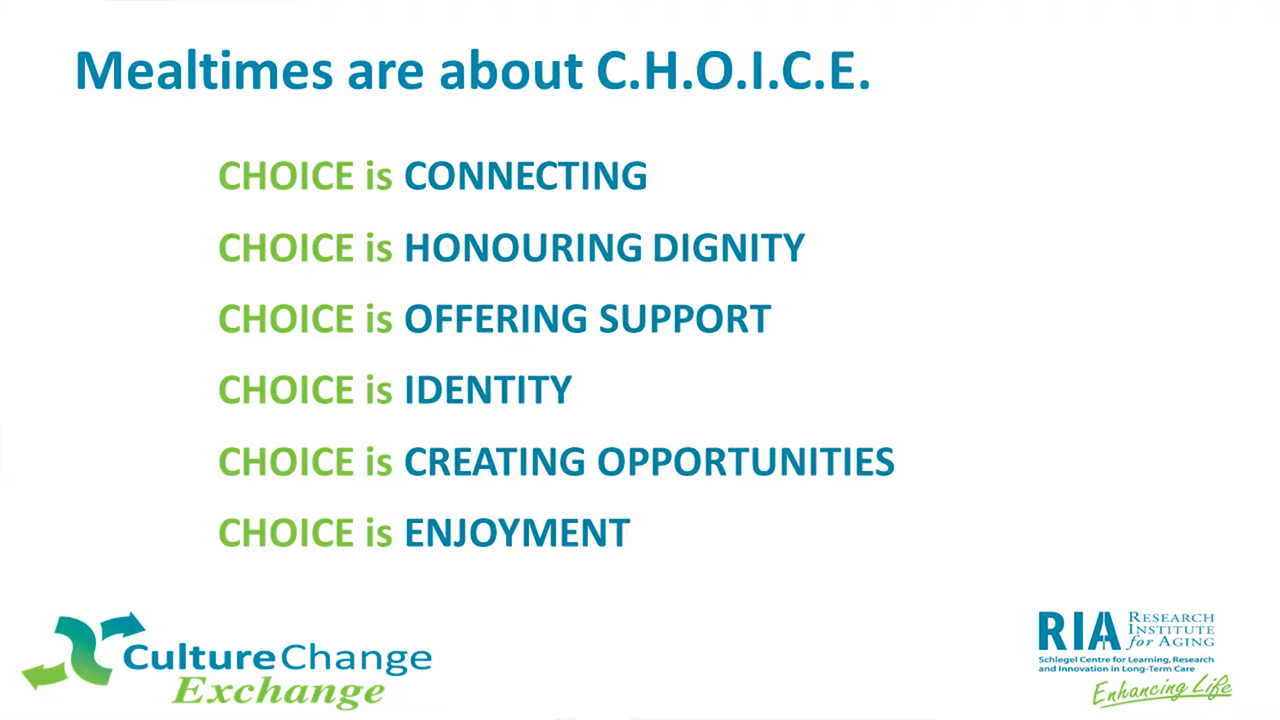 Mealtimes are about C.H.O.I.C.E.
CHOICE is CONNECTING
CHOICE is HONOURING DIGNITY
CHOICE is OFFERING SUPPORT
CHOICE is IDENTITY
CHOICE is CREATING OPPORTUNITIES
CHOICE is ENJOYMENT
CultureChange
Exchange
RIA
RESEARCH
INSTITUTE
for AGING
Schlegel Centre for Learning, Research
and Innovation in Long-Term Care
Enhancing Life